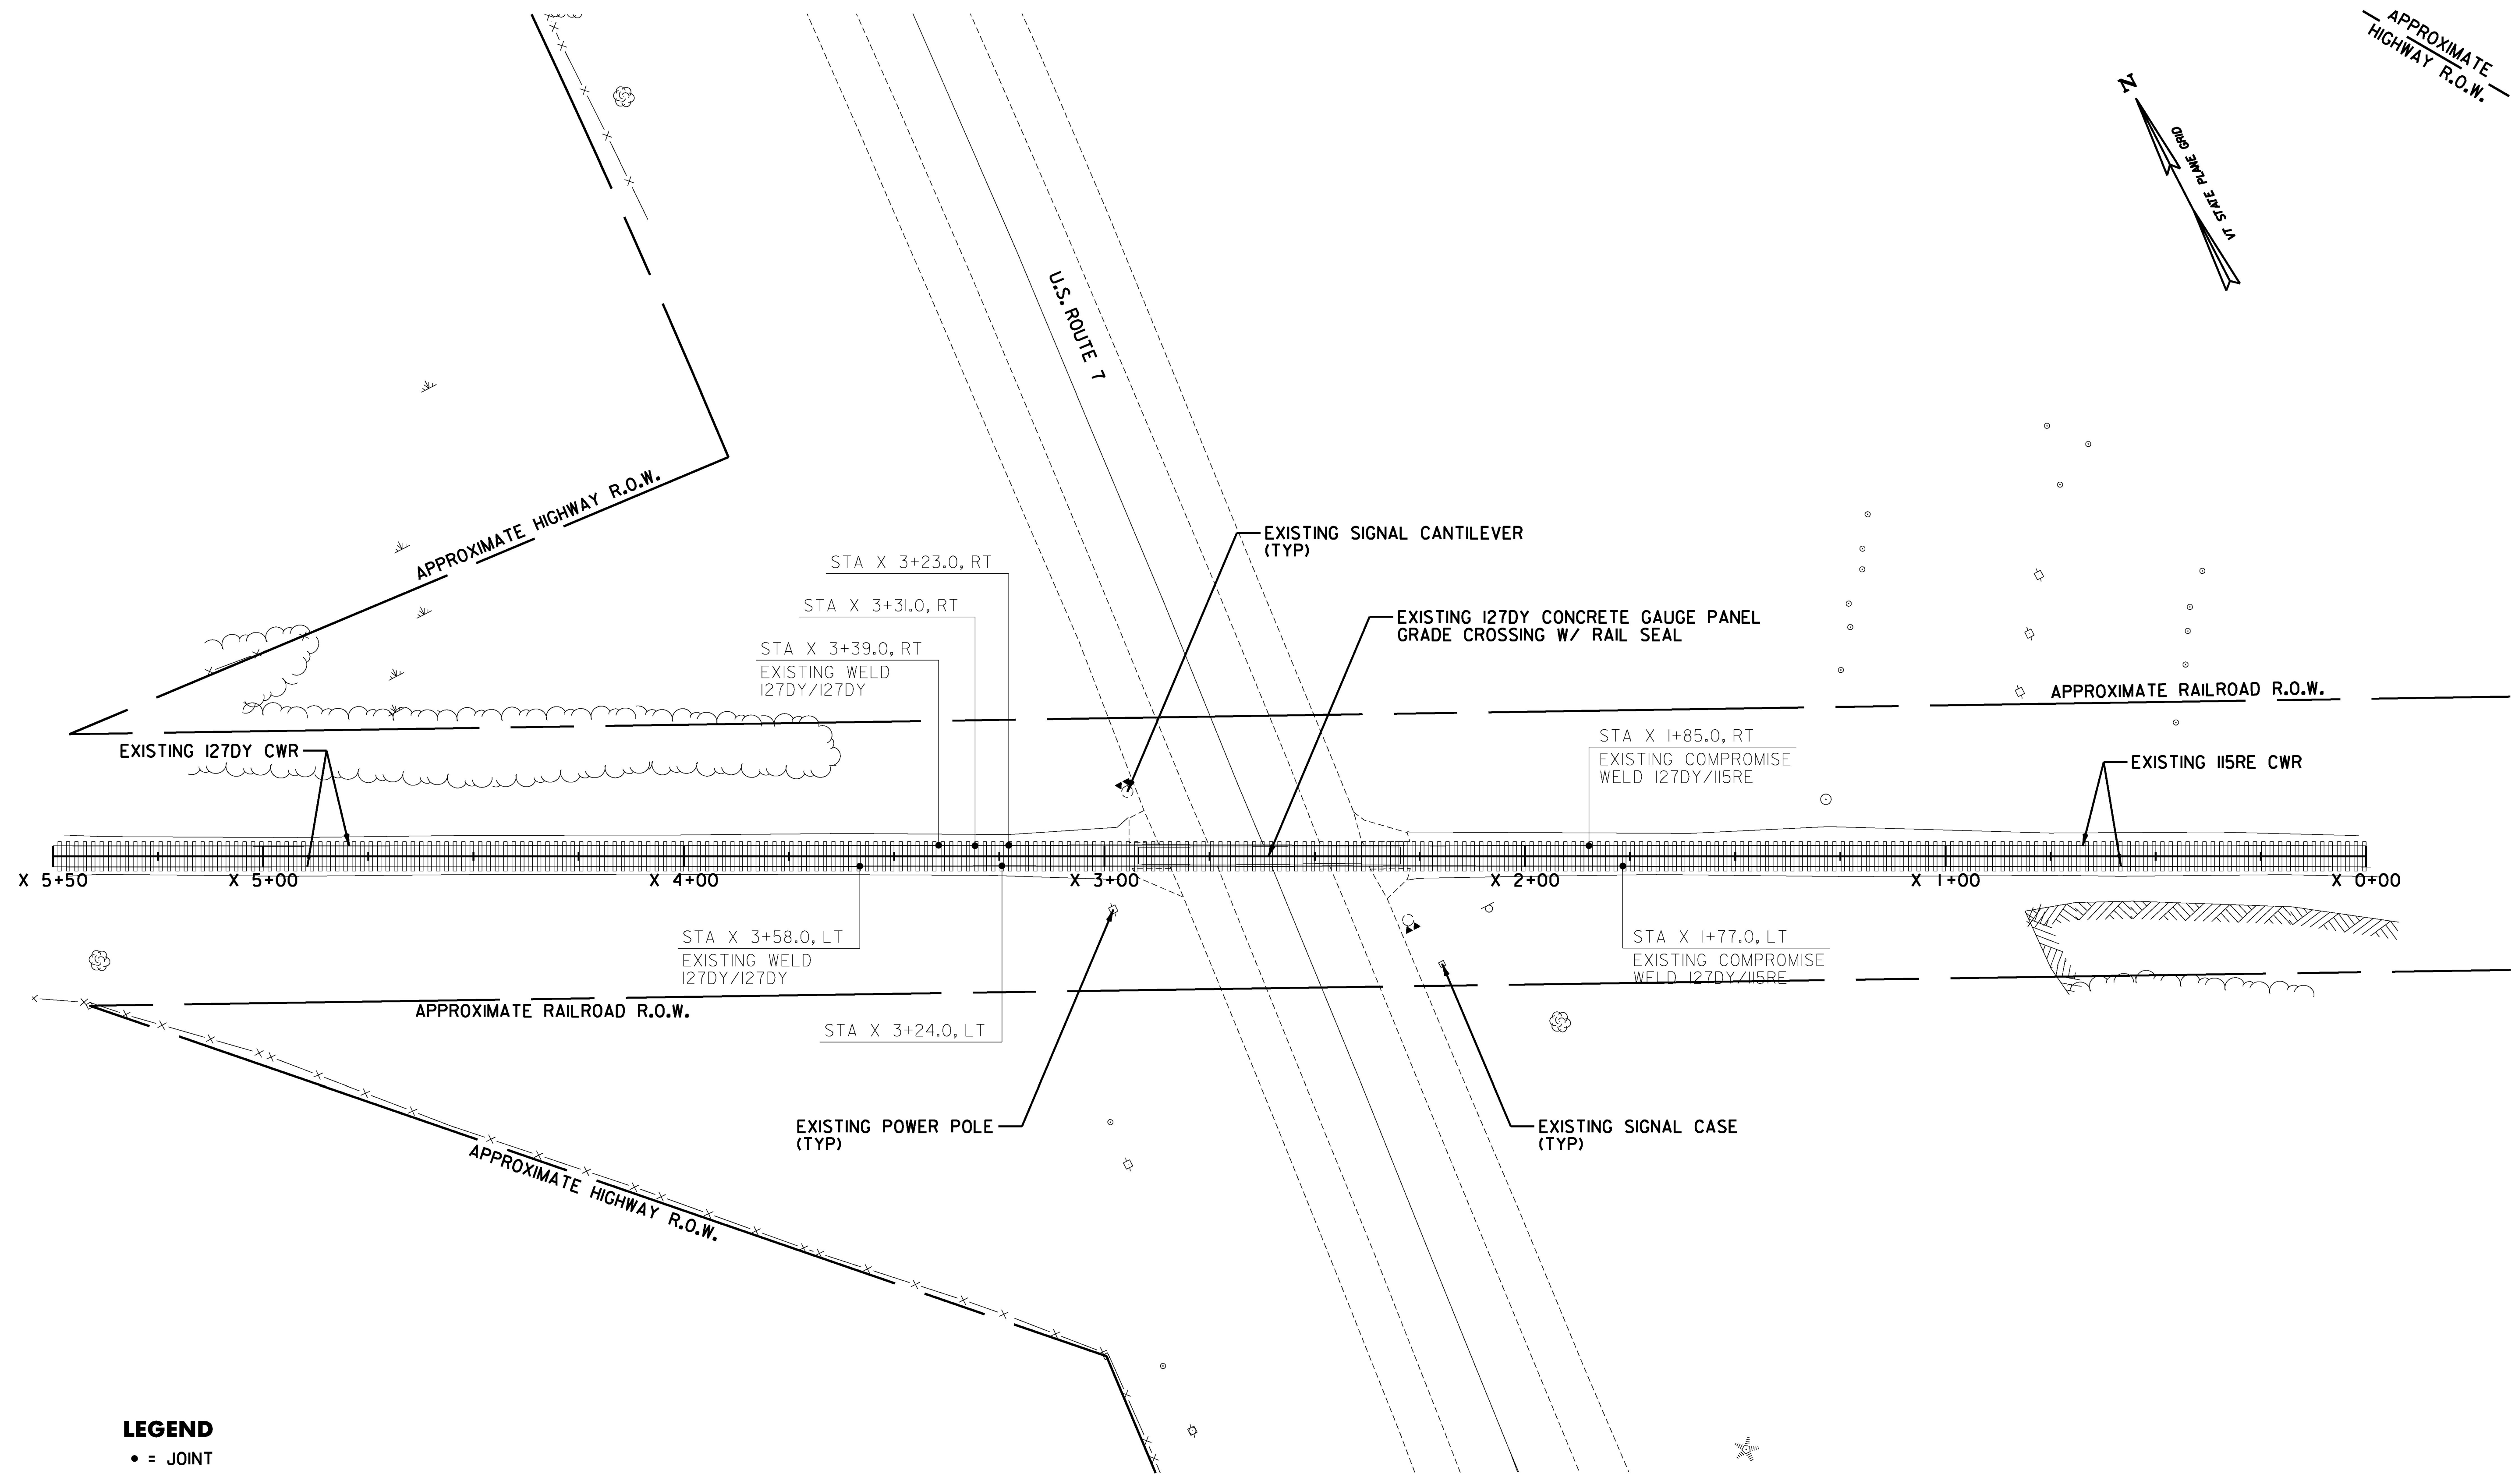 APPROXIMATE
HIGHWAY R.O.W.
N
VT STATE PLANE GRID
U.S. ROUTE 7
APPROXIMATE HIGHWAY R.O.W.
EXISTING SIGNAL CANTILEVER
(TYP)
STA X 3+23.0, RT
STA X 3+31.0, RT
EXISTING 127DY CONCRETE GAUGE PANEL
GRADE CROSSING W/ RAIL SEAL
STA X 3+39.0, RT
EXISTING WELD
127DY/127DY
APPROXIMATE RAILROAD R.O.W.
EXISTING 127DY CWR
STA X 1+85.0, RT
EXISTING COMPROMISE
WELD 127DY/115RE
EXISTING 115RE CWR
X 5+50
X 5+00
X 4+00
X 3+00
X 2+00
X 1+00
X 0+00
STA X 3+58.0, LT
EXISTING WELD
127DY/127DY
STA X 1+77.0, LT
EXISTING COMPROMISE
WELD 127DY/115RE
APPROXIMATE RAILROAD R.O.W.
STA X 3+24.0, LT
EXISTING POWER POLE
(TYP)
EXISTING SIGNAL CASE
(TYP)
APPROXIMATE HIGHWAY R.O.W.
LEGEND
• = JOINT